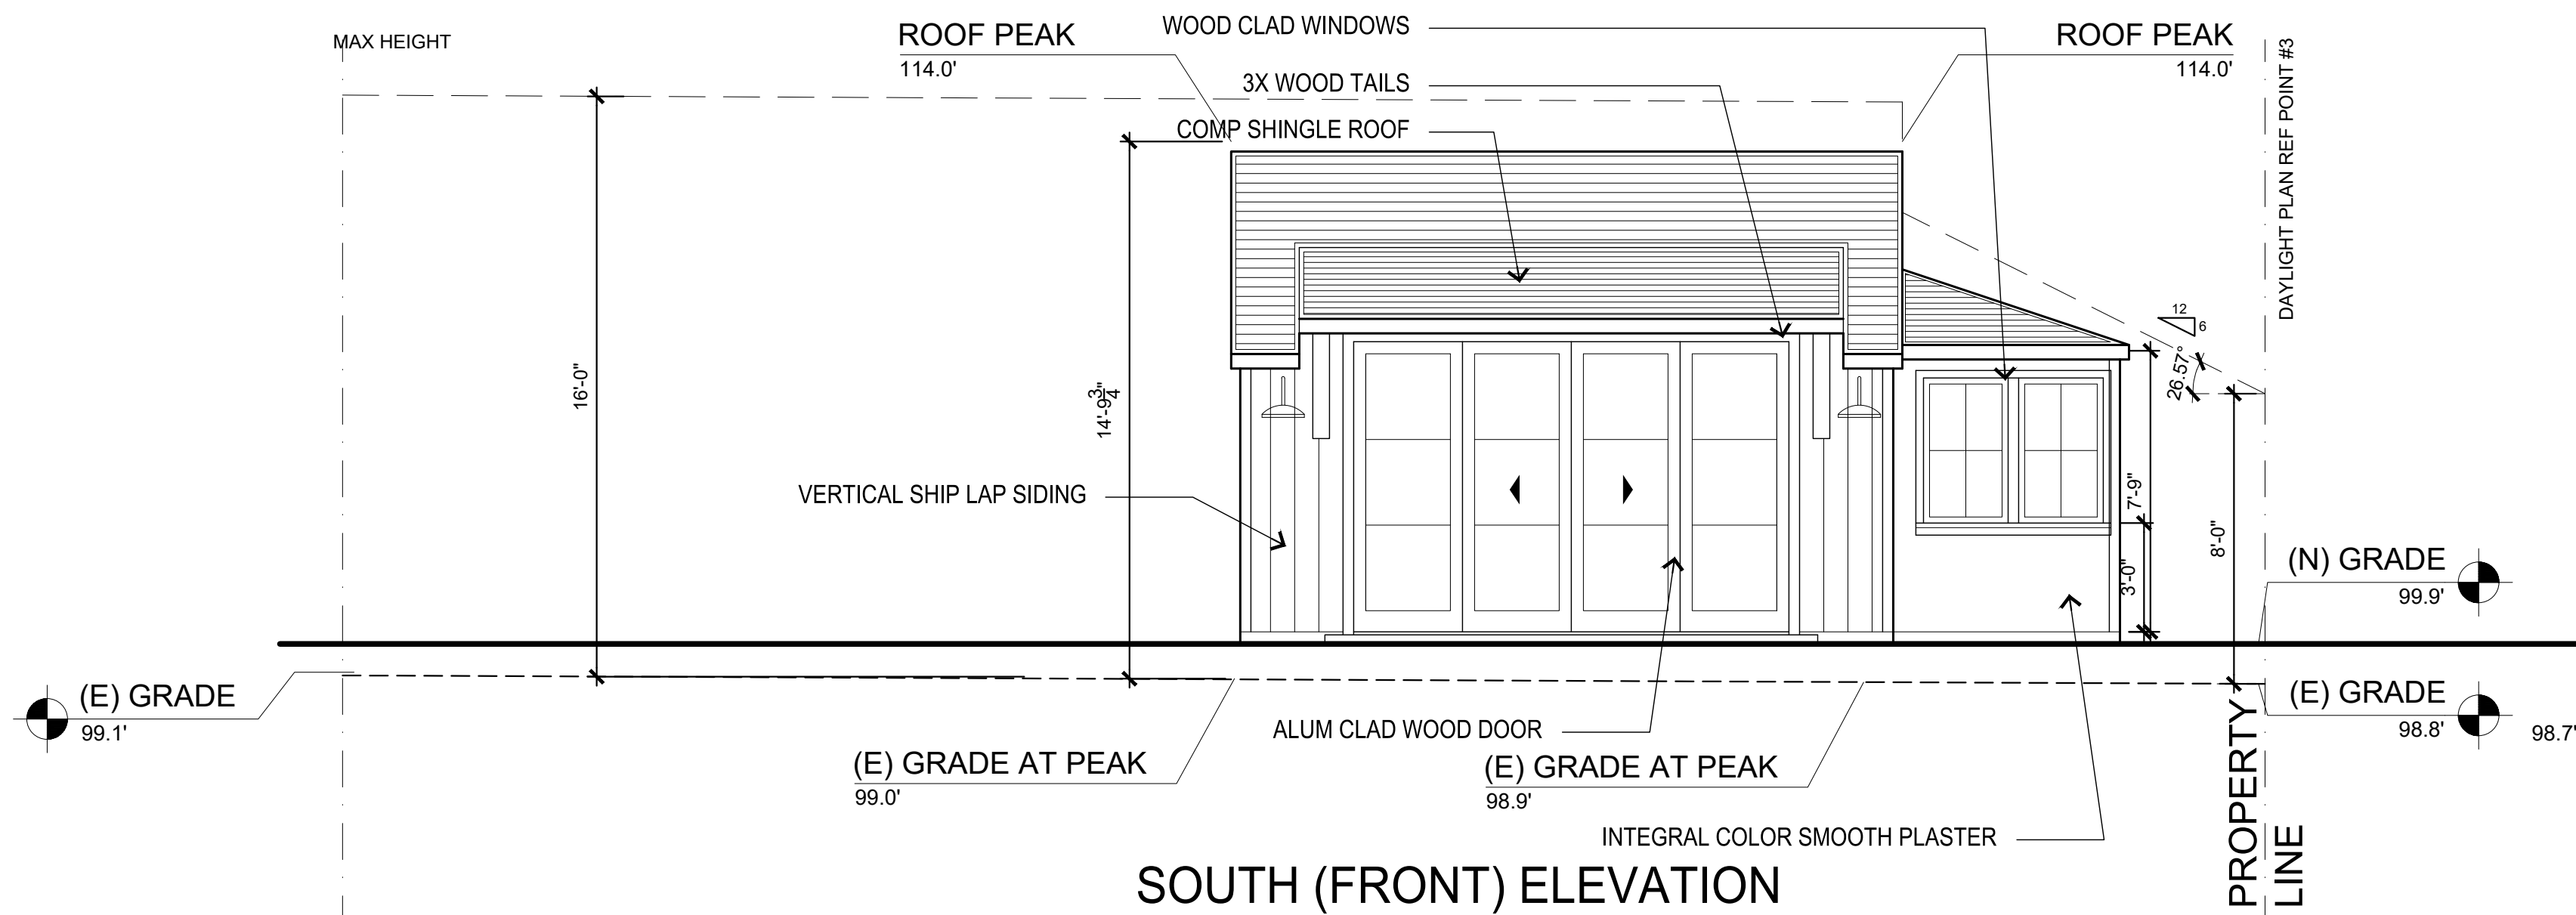 MAX HEIGHT
ROOF PEAK
114.0'
WOOD CLAD WINDOWS
3X WOOD TAILS
COMP SHINGLE ROOF
ROOF PEAK
114.0'
DAYLIGHT PLAN REF POINT #3
12
6
26.57°
16'-0"
14'-9 3/4"
VERTICAL SHIP LAP SIDING
7'-9"
3'-0"
8'-0"
(N) GRADE
99.9'
(E) GRADE
99.1'
(E) GRADE
98.8'
98.7'
ALUM CLAD WOOD DOOR
(E) GRADE AT PEAK
99.0'
(E) GRADE AT PEAK
98.9'
INTEGRAL COLOR SMOOTH PLASTER
PROPERTY
LINE
SOUTH (FRONT) ELEVATION